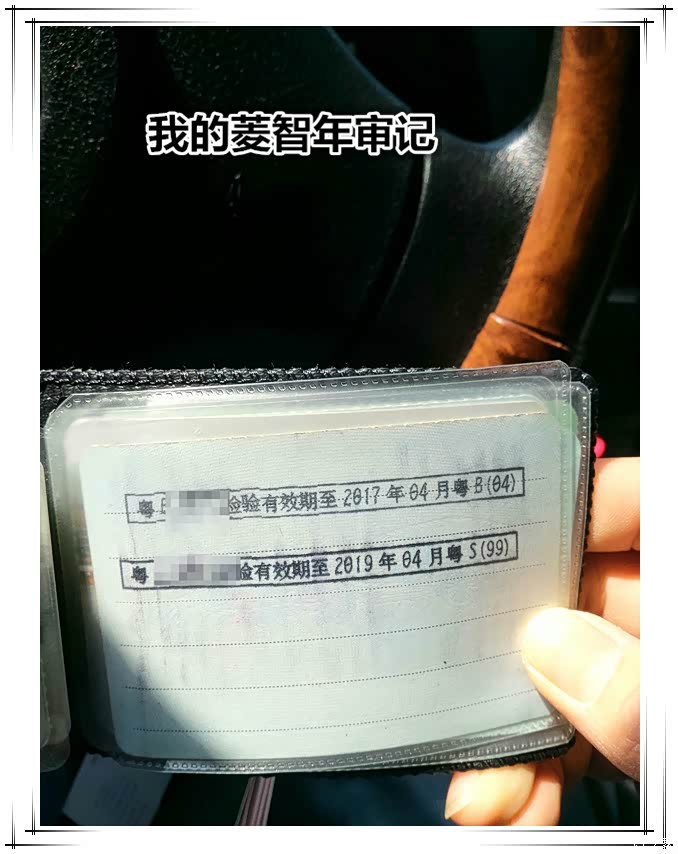 我的菱智年审记
粤 检验有效期至 2017 年 04 月粤 B(04)
粤 验有效期至 2019 年 04 月粤 S(99)